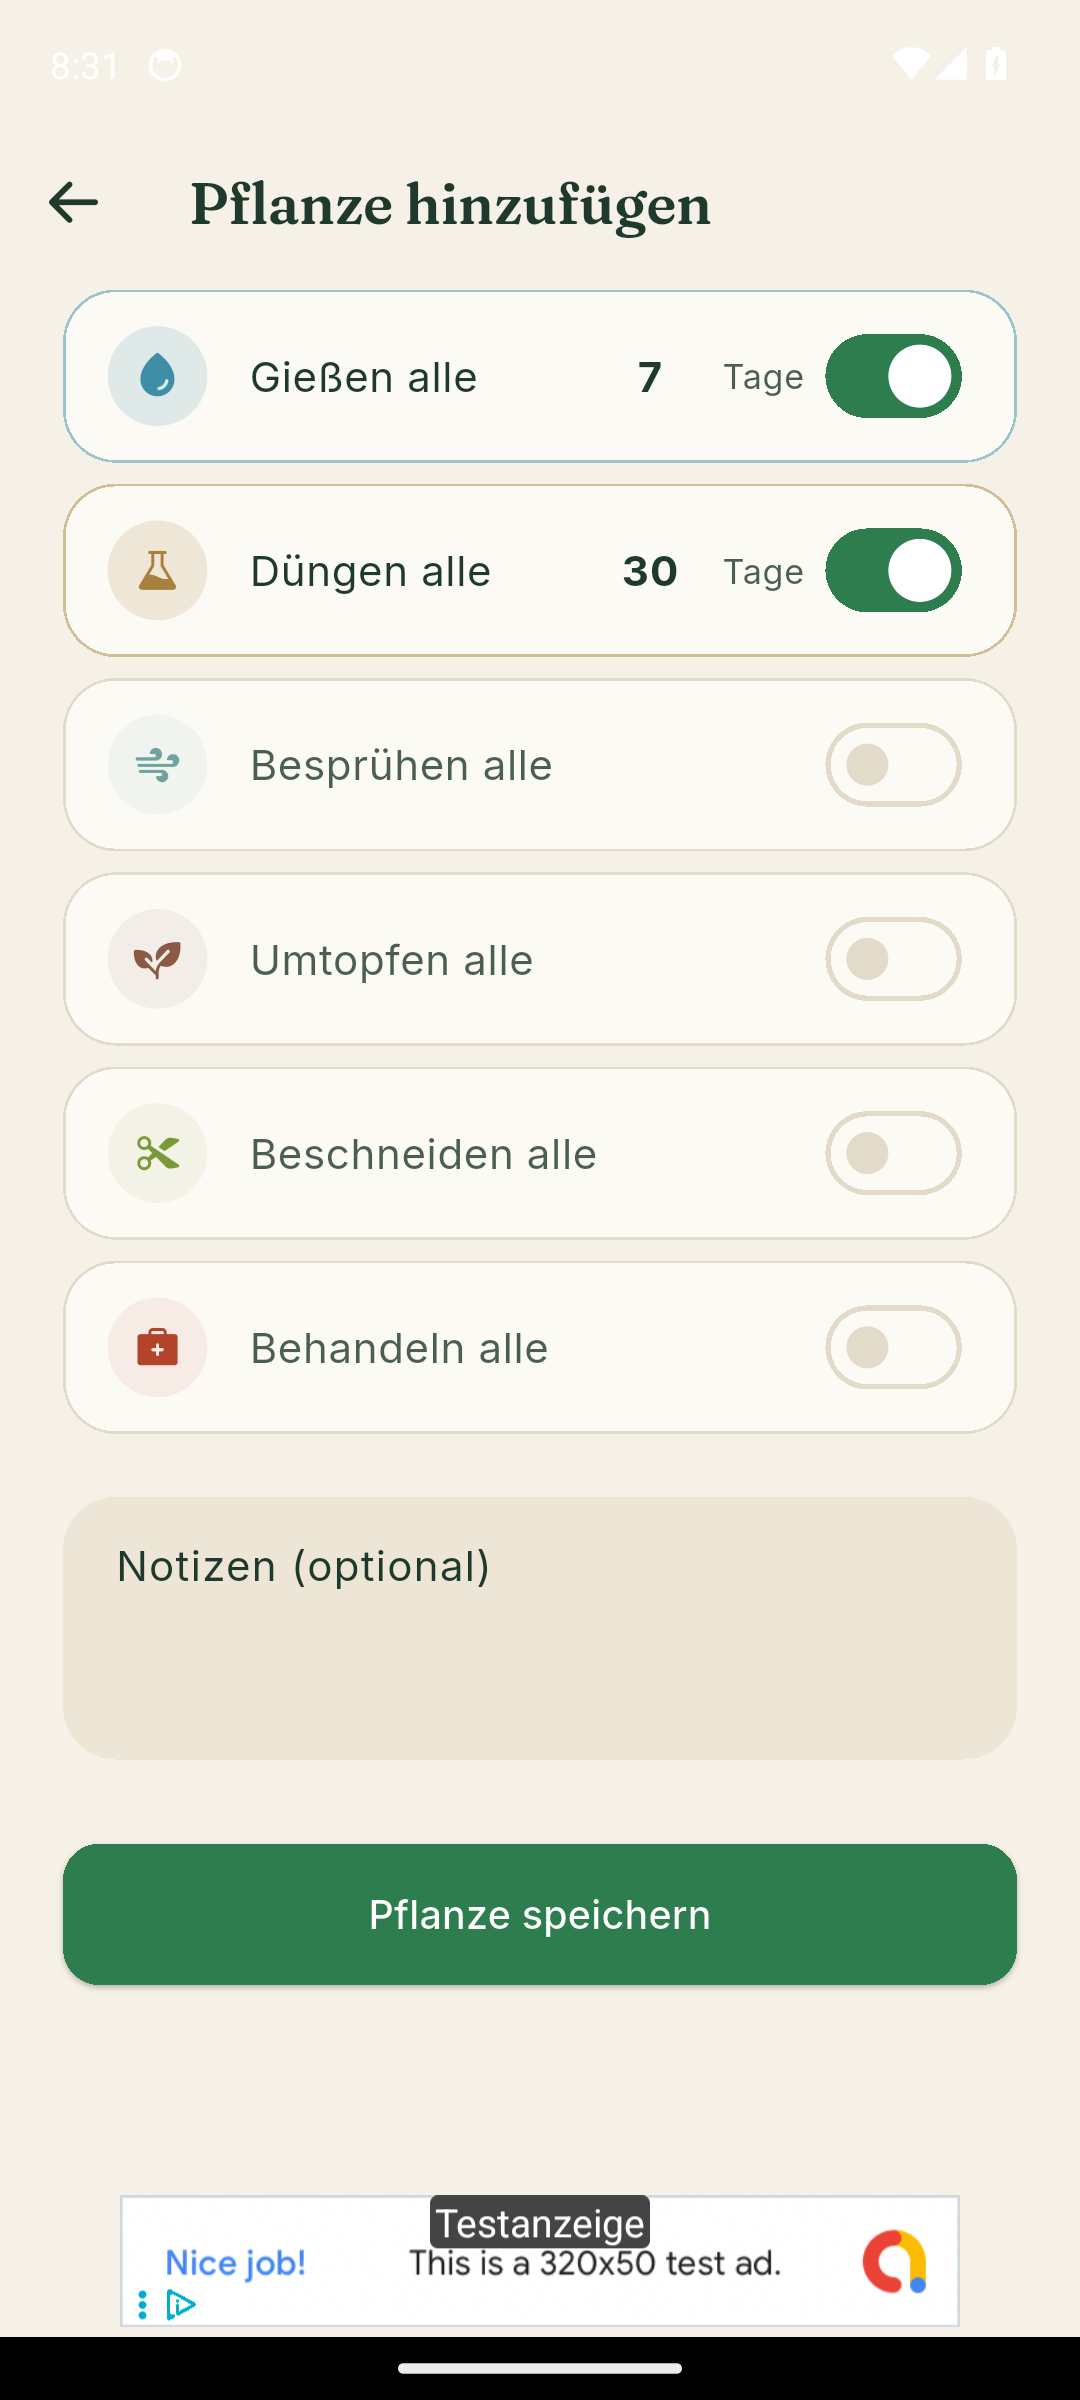 8:31
Pflanze hinzufügen
Gießen alle 7 Tage
Düngen alle 30 Tage
Besprühen alle
Umtopfen alle
Beschneiden alle
Behandeln alle
Notizen (optional)
Pflanze speichern
Testanzeige
Nice job! This is a 320x50 test ad.